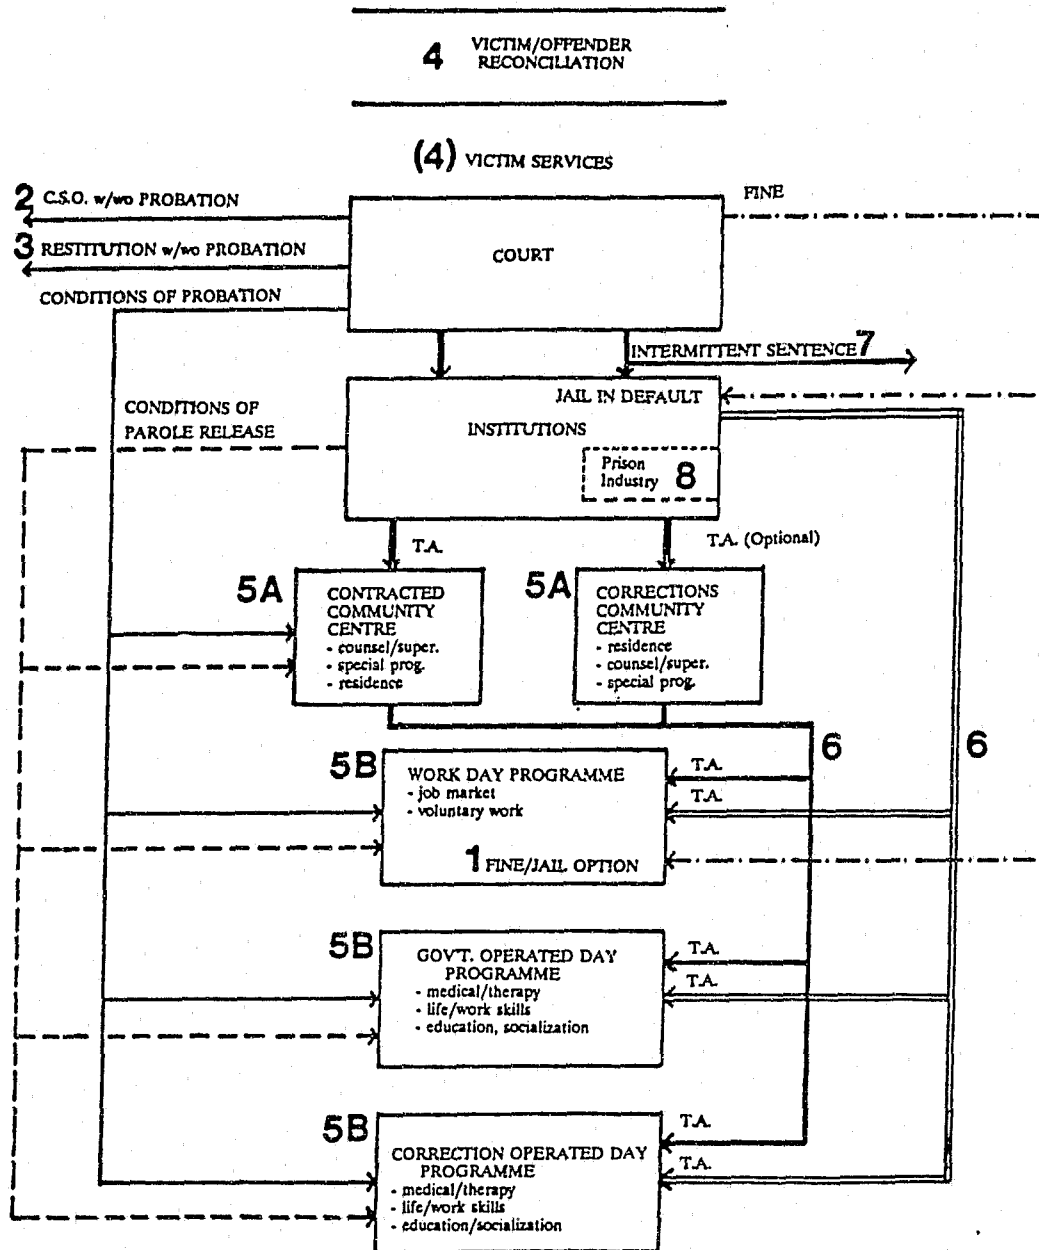 4 VICTIM/OFFENDER
RECONCILIATION
(4) VICTIM SERVICES
2 C.S.O. w/wo PROBATION
FINE
3 RESTITUTION w/wo PROBATION
COURT
CONDITIONS OF PROBATION
INTERMITTENT SENTENCE 7
JAIL IN DEFAULT
CONDITIONS OF
PAROLE RELEASE
INSTITUTIONS
Prison
Industry 8
T.A.
T.A. (Optional)
5A
CONTRACTED
COMMUNITY
CENTRE
- counsel/super.
- special prog.
- residence
5A
CORRECTIONS
COMMUNITY
CENTRE
- residence
- counsel/super.
- special prog.
6
6
5B
WORK DAY PROGRAMME
- job market
- voluntary work
T.A.
T.A.
1 FINE/JAIL OPTION
5B
GOV'T. OPERATED DAY
PROGRAMME
- medical/therapy
- life/work skills
- education, socialization
T.A.
T.A.
5B
CORRECTION OPERATED DAY
PROGRAMME
- medical/therapy
- life/work skills
- education/socialization
T.A.
T.A.